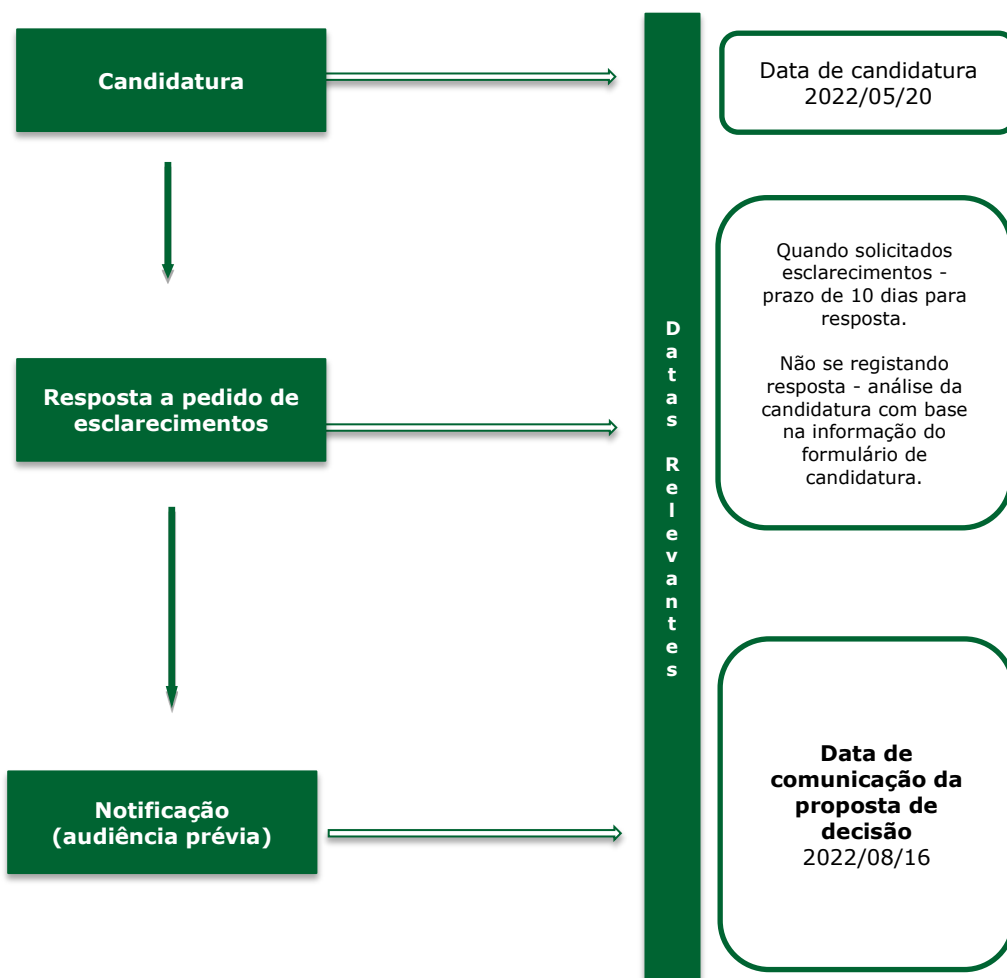 Candidatura
Data de candidatura
2022/05/20
Resposta a pedido de
esclarecimentos
Datas Relevantes
Quando solicitados
esclarecimentos -
prazo de 10 dias para
resposta.
Não se registando
resposta - análise da
candidatura com base
na informação do
formulário de
candidatura.
Notificação
(audiência prévia)
Data de
comunicação da
proposta de
decisão
2022/08/16